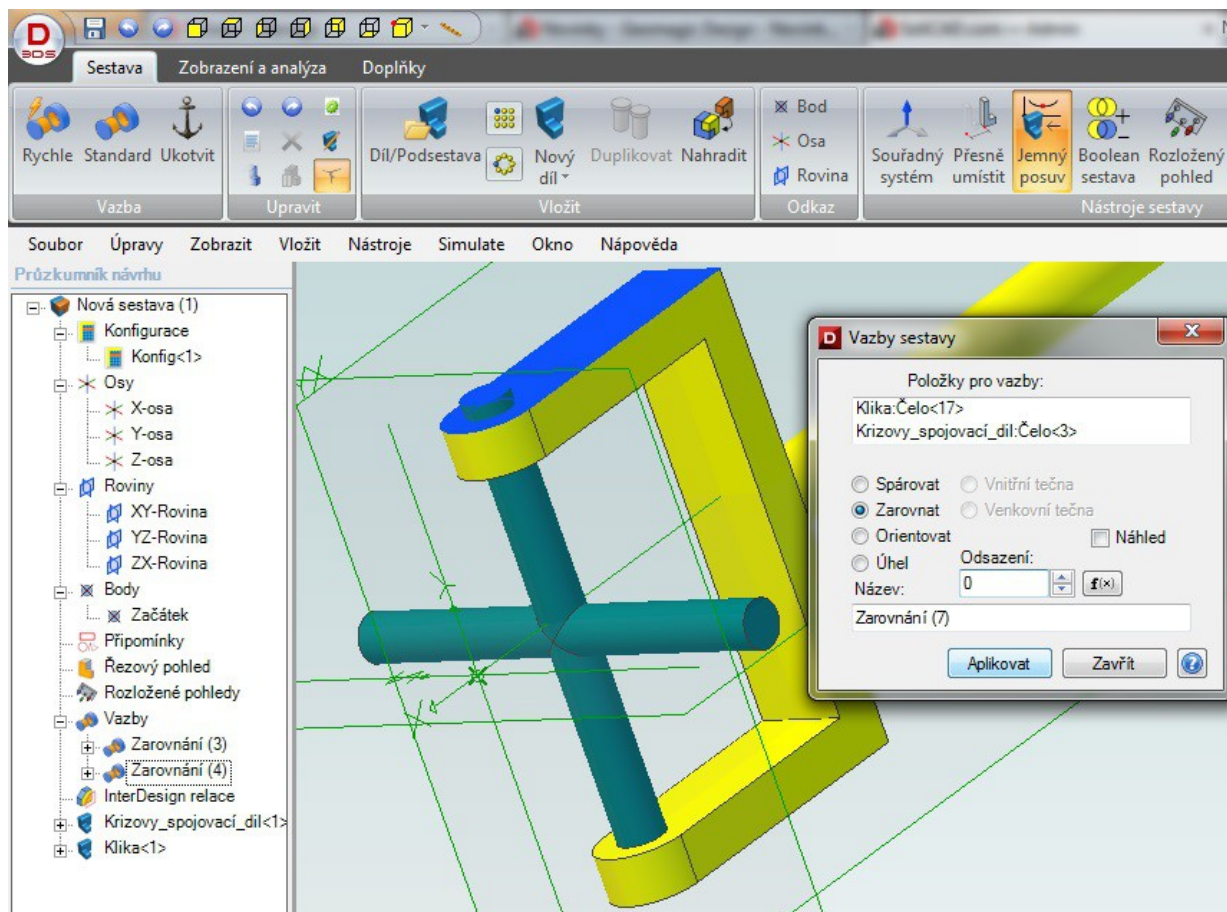 D
3DS
Sestava Zobrazení a analýza Doplňky
Rychle Standard Ukotvit
Vazba
Upravit
Díl/Podsestava Nový díl Duplikovat Nahradit
Vložit
Bod
Osa
Rovina
Odkaz
Souřadný systém Přesně umístit Jemný posuv Boolean sestava Rozložený pohled
Nástroje sestavy
Soubor Úpravy Zobrazit Vložit Nástroje Simulate Okno Nápověda
Průzkumník návrhu
Nová sestava (1)
Konfigurace
Konfig<1>
Osy
X-osa
Y-osa
Z-osa
Roviny
XY-Rovina
YZ-Rovina
ZX-Rovina
Body
Začátek
Připomínky
Řezový pohled
Rozložené pohledy
Vazby
Zarovnání (3)
Zarovnání (4)
InterDesign relace
Krizovy_spojovací_dil<1>
Klika<1>
D Vazby sestavy
Položky pro vazby:
Klika:Čelo<17>
Krizovy_spojovací_dil:Čelo<3>
Spárovat Vnitřní tečna
Zarovnat Venkovní tečna
Orientovat Náhled
Úhel Odsazení:
Název: 0 f(x)
Zarovnání (7)
Aplikovat Zavřít